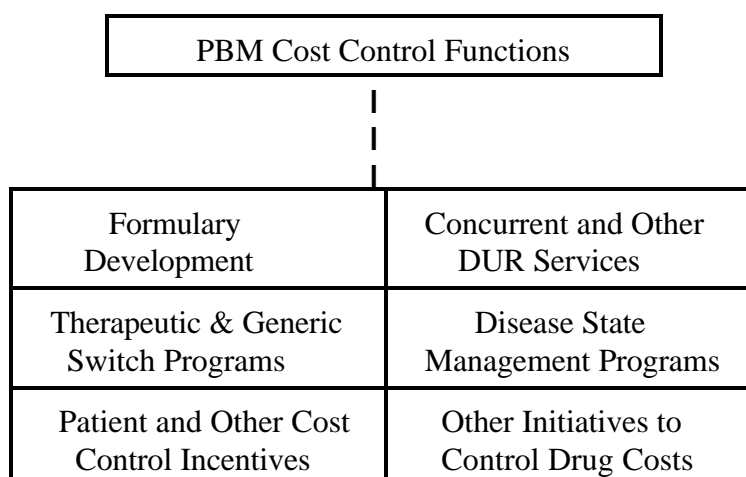 PBM Cost Control Functions
Formulary
Development
Concurrent and Other
DUR Services
Therapeutic & Generic
Switch Programs
Disease State
Management Programs
Patient and Other Cost
Control Incentives
Other Initiatives to
Control Drug Costs